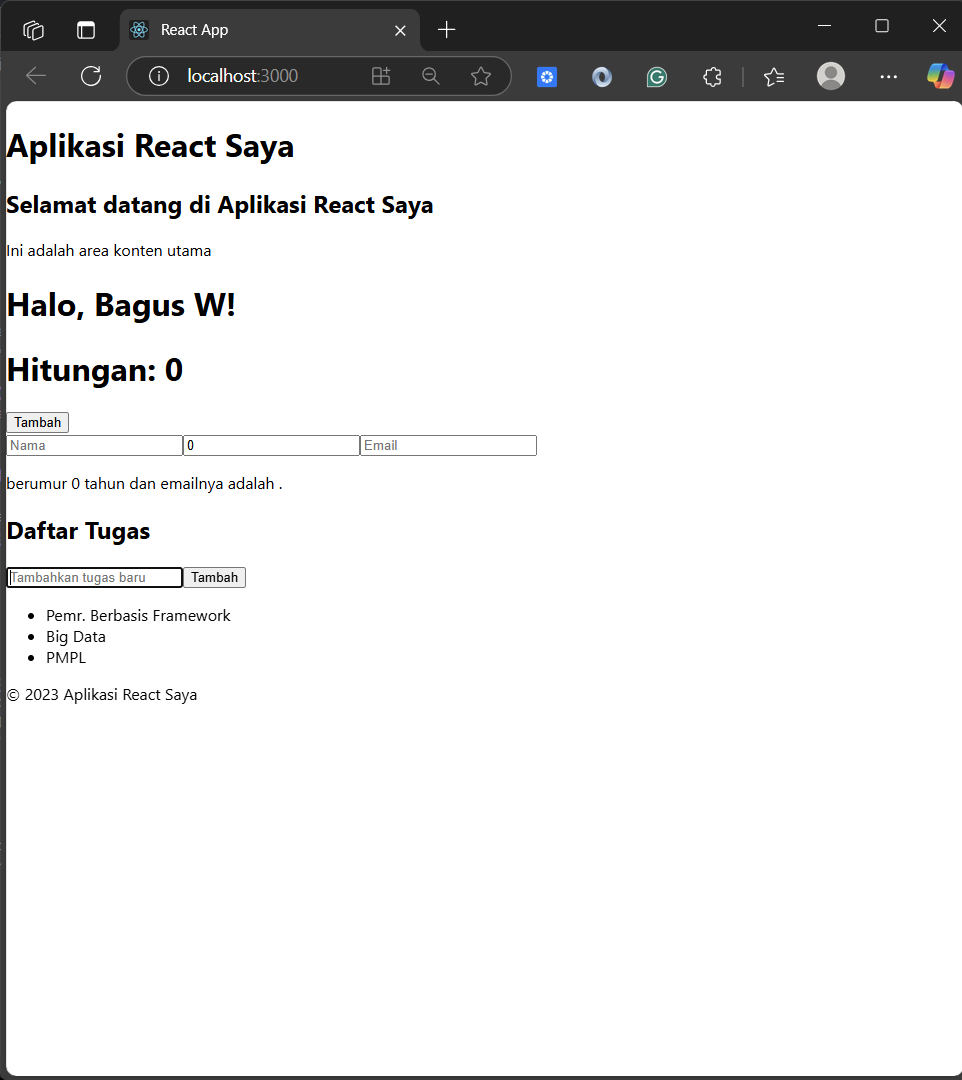 React App
localhost:3000
Aplikasi React Saya
Selamat datang di Aplikasi React Saya
Ini adalah area konten utama
Halo, Bagus W!
Hitungan: 0
Tambah
Nama 0 Email
berumur 0 tahun dan emailnya adalah .
Daftar Tugas
Tambahkan tugas baru Tambah
• Pemr. Berbasis Framework
• Big Data
• PMPL
© 2023 Aplikasi React Saya